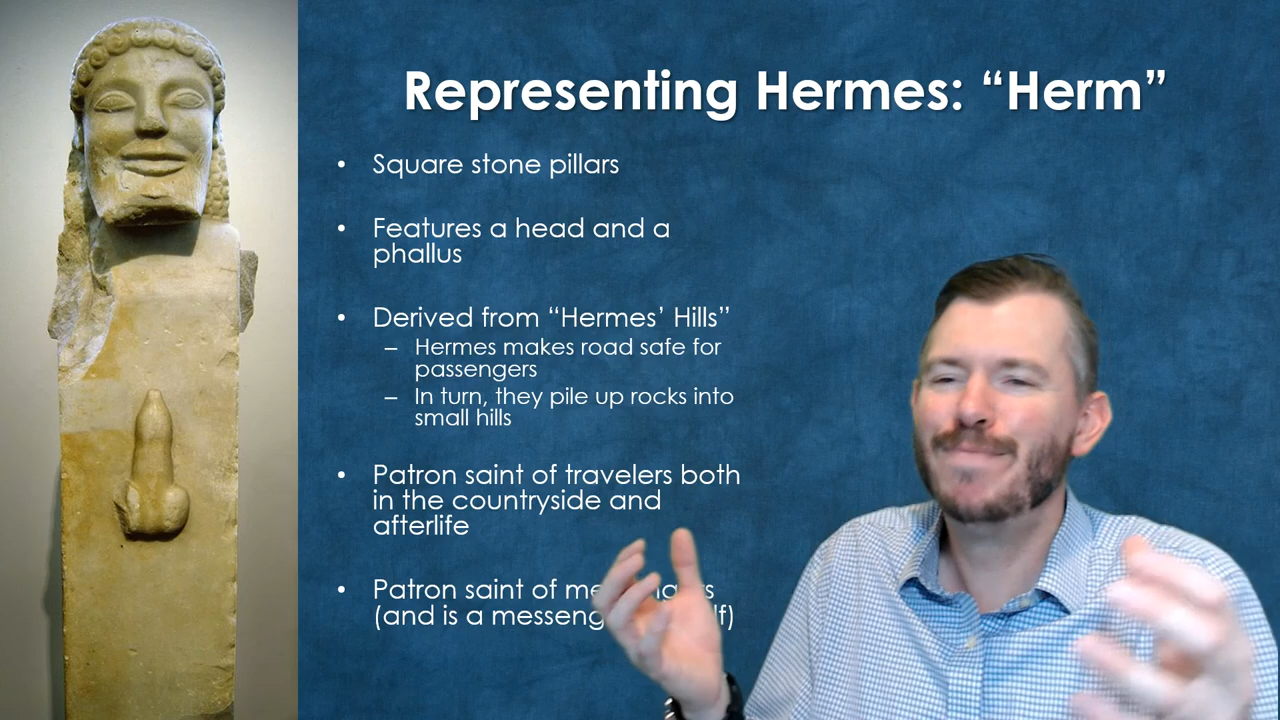 Representing Hermes: “Herm”
• Square stone pillars
• Features a head and a
phallus
• Derived from “Hermes’ Hills”
– Hermes makes road safe for
passengers
– In turn, they pile up rocks into
small hills
• Patron saint of travelers both
in the countryside and
afterlife
• Patron saint of
(and is a